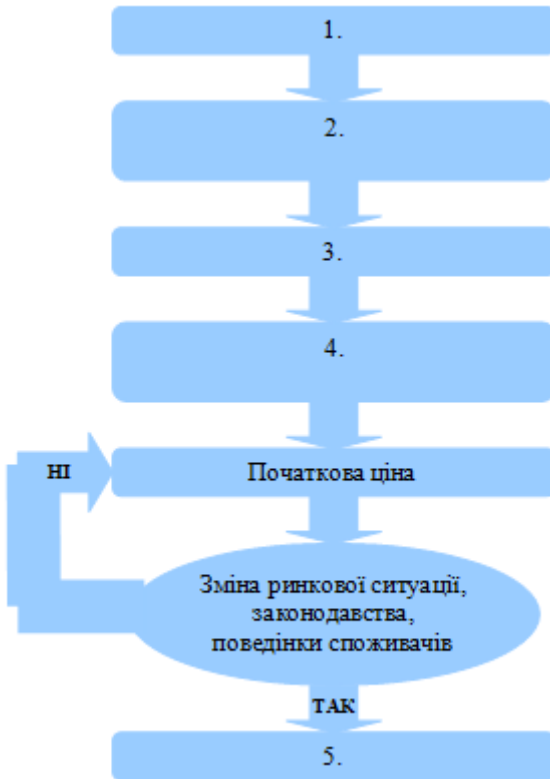 1.
2.
3.
4.
НІ
Початкова ціна
Зміна ринкової ситуації,
законодавства,
поведінки споживачів
ТАК
5.